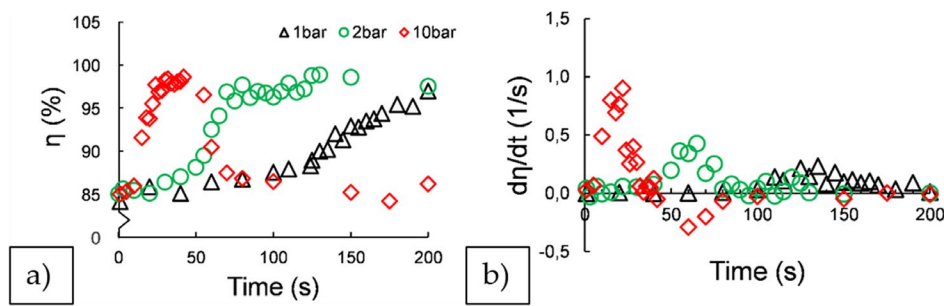 105
100
95
90
85
0
η (%)
△ 1bar ○ 2bar ◇ 10bar
0 50 100 150 200
Time (s)
a)
1,5
1,0
0,5
0,0
-0,5
dη/dt (1/s)
0 50 100 150 200
Time (s)
b)